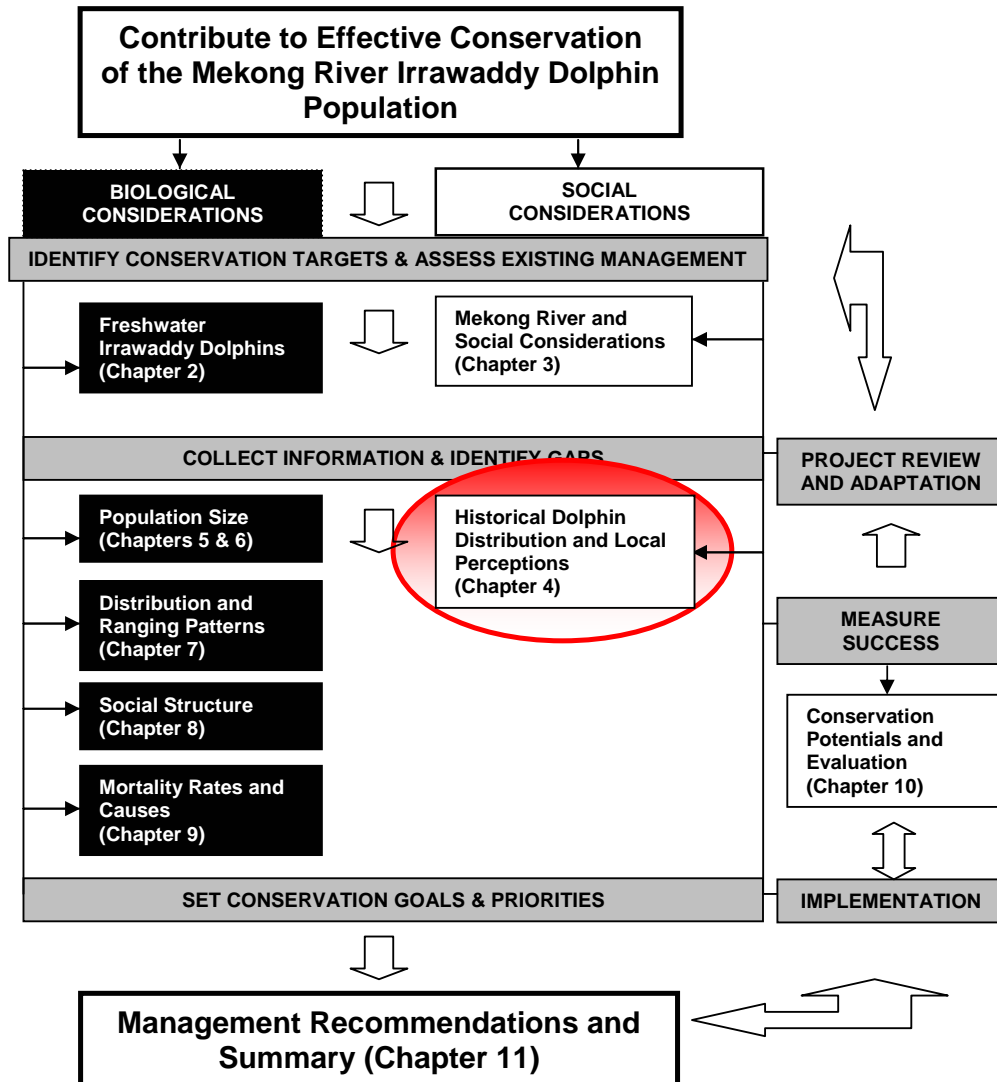 Contribute to Effective Conservation
of the Mekong River Irrawaddy Dolphin
Population
BIOLOGICAL
CONSIDERATIONS
SOCIAL
CONSIDERATIONS
IDENTIFY CONSERVATION TARGETS & ASSESS EXISTING MANAGEMENT
Freshwater
Irrawaddy Dolphins
(Chapter 2)
Mekong River and
Social Considerations
(Chapter 3)
COLLECT INFORMATION & IDENTIFY GAPS
PROJECT REVIEW
AND ADAPTATION
Population Size
(Chapters 5 & 6)
Historical Dolphin
Distribution and Local
Perceptions
(Chapter 4)
Distribution and
Ranging Patterns
(Chapter 7)
MEASURE
SUCCESS
Social Structure
(Chapter 8)
Conservation
Potentials and
Evaluation
(Chapter 10)
Mortality Rates and
Causes
(Chapter 9)
SET CONSERVATION GOALS & PRIORITIES
IMPLEMENTATION
Management Recommendations and
Summary (Chapter 11)